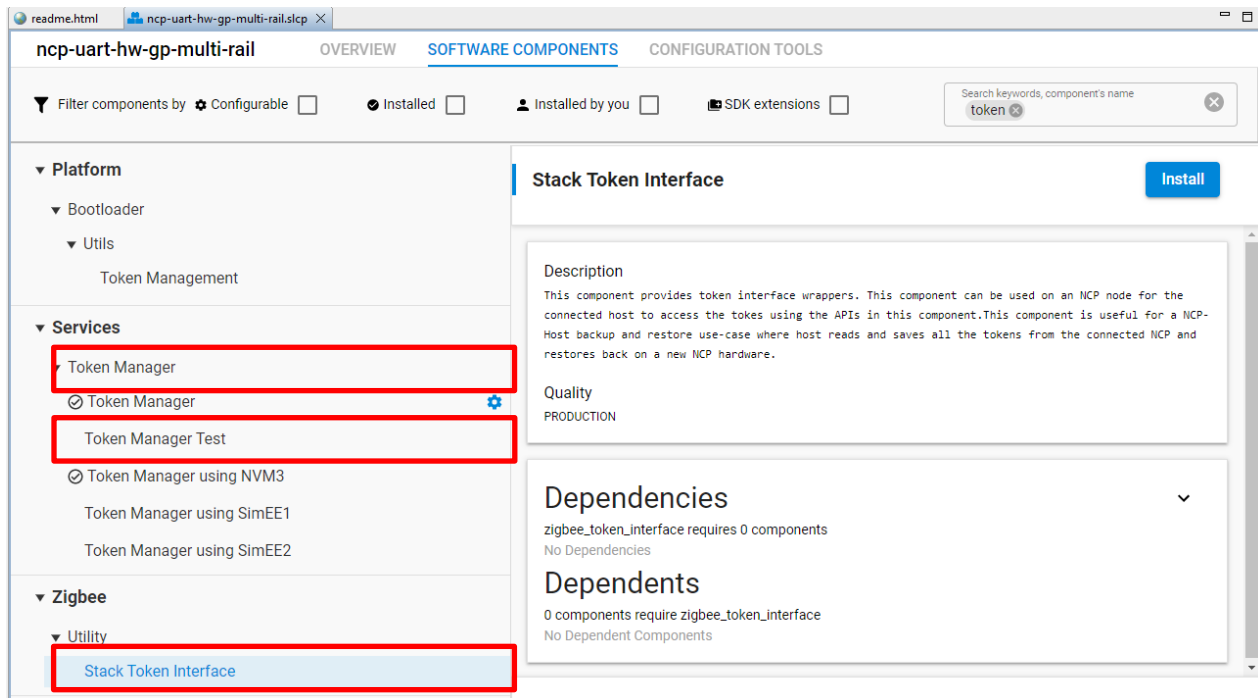 readme.html
ncp-uart-hw-gp-multi-rail.slcp
ncp-uart-hw-gp-multi-rail
OVERVIEW
SOFTWARE COMPONENTS
CONFIGURATION TOOLS
Filter components by
Configurable
Installed
Installed by you
SDK extensions
Search keywords, component's name
token
Platform
Bootloader
Utils
Token Management
Services
Token Manager
Token Manager
Token Manager Test
Token Manager using NVM3
Token Manager using SimEE1
Token Manager using SimEE2
Zigbee
Utility
Stack Token Interface
Stack Token Interface
Install
Description
This component provides token interface wrappers. This component can be used on an NCP node for the
connected host to access the tokes using the APIs in this component.This component is useful for a NCP-
Host backup and restore use-case where host reads and saves all the tokens from the connected NCP and
restores back on a new NCP hardware.
Quality
PRODUCTION
Dependencies
zigbee_token_interface requires 0 components
No Dependencies
Dependents
0 components require zigbee_token_interface
No Dependent Components